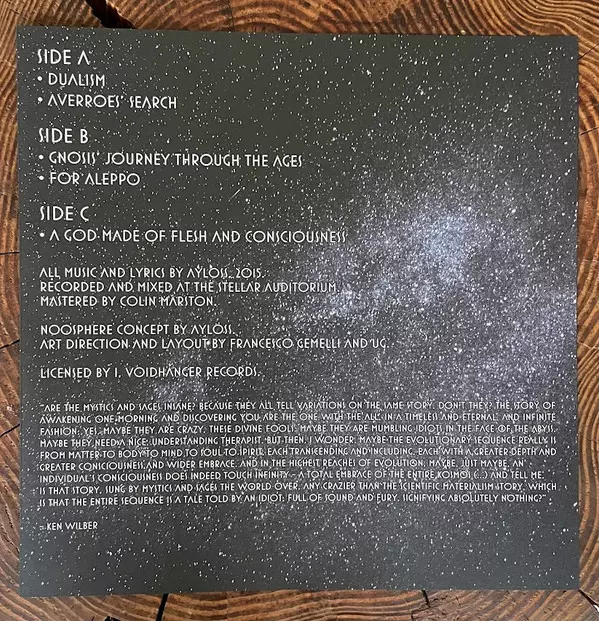 SIDE A
• DUALISM
• AVERROES' SEARCH
SIDE B
• GNOSIS' JOURNEY THROUGH THE AGES
• FOR ALEPPO
SIDE C
• A GOD MADE OF FLESH AND CONSCIOUSNESS
ALL MUSIC AND LYRICS BY AYLOSS, 2015.
RECORDED AND MIXED AT THE STELLAR AUDITORIUM.
MASTERED BY COLIN MARSTON.
NOOSPHERE CONCEPT BY AYLOSS.
ART DIRECTION AND LAYOUT BY FRANCESCO GEMELLI AND UG.
LICENSED BY I, VOIDHANGER RECORDS.
"ARE THE MYSTICS AND SAGES INSANE? BECAUSE THEY ALL TELL VARIATIONS ON THE SAME STORY, DON'T THEY? THE STORY OF
AWAKENING ONE MORNING AND DISCOVERING YOU ARE THE ONE WITH THE ALL, IN A TIMELESS AND ETERNAL AND INFINITE
FASHION. YES, MAYBE THEY ARE CRAZY, THESE DIVINE FOOLS. MAYBE THEY ARE MUMBLING IDIOTS IN THE FACE OF THE ABYSS.
MAYBE THEY NEED A NICE, UNDERSTANDING THERAPIST. BUT THEN, I WONDER. MAYBE THE EVOLUTIONARY SEQUENCE REALLY IS
FROM MATTER TO BODY TO MIND TO SOUL TO SPIRIT, EACH TRANSCENDING AND INCLUDING, EACH WITH A GREATER DEPTH AND
GREATER CONSCIOUSNESS AND WIDER EMBRACE. AND IN THE HIGHEST REACHES OF EVOLUTION, MAYBE, JUST MAYBE, AN
INDIVIDUAL'S CONSCIOUSNESS DOES INDEED TOUCH INFINITY – A TOTAL EMBRACE OF THE ENTIRE KOSMOS (...) AND TELL ME:
IS THAT STORY, SUNG BY MYSTICS AND SAGES THE WORLD OVER, ANY CRAZIER THAN THE SCIENTIFIC MATERIALISM STORY, WHICH
IS THAT THE ENTIRE SEQUENCE IS A TALE TOLD BY AN IDIOT, FULL OF SOUND AND FURY, SIGNIFYING ABSOLUTELY NOTHING?"
– KEN WILBER